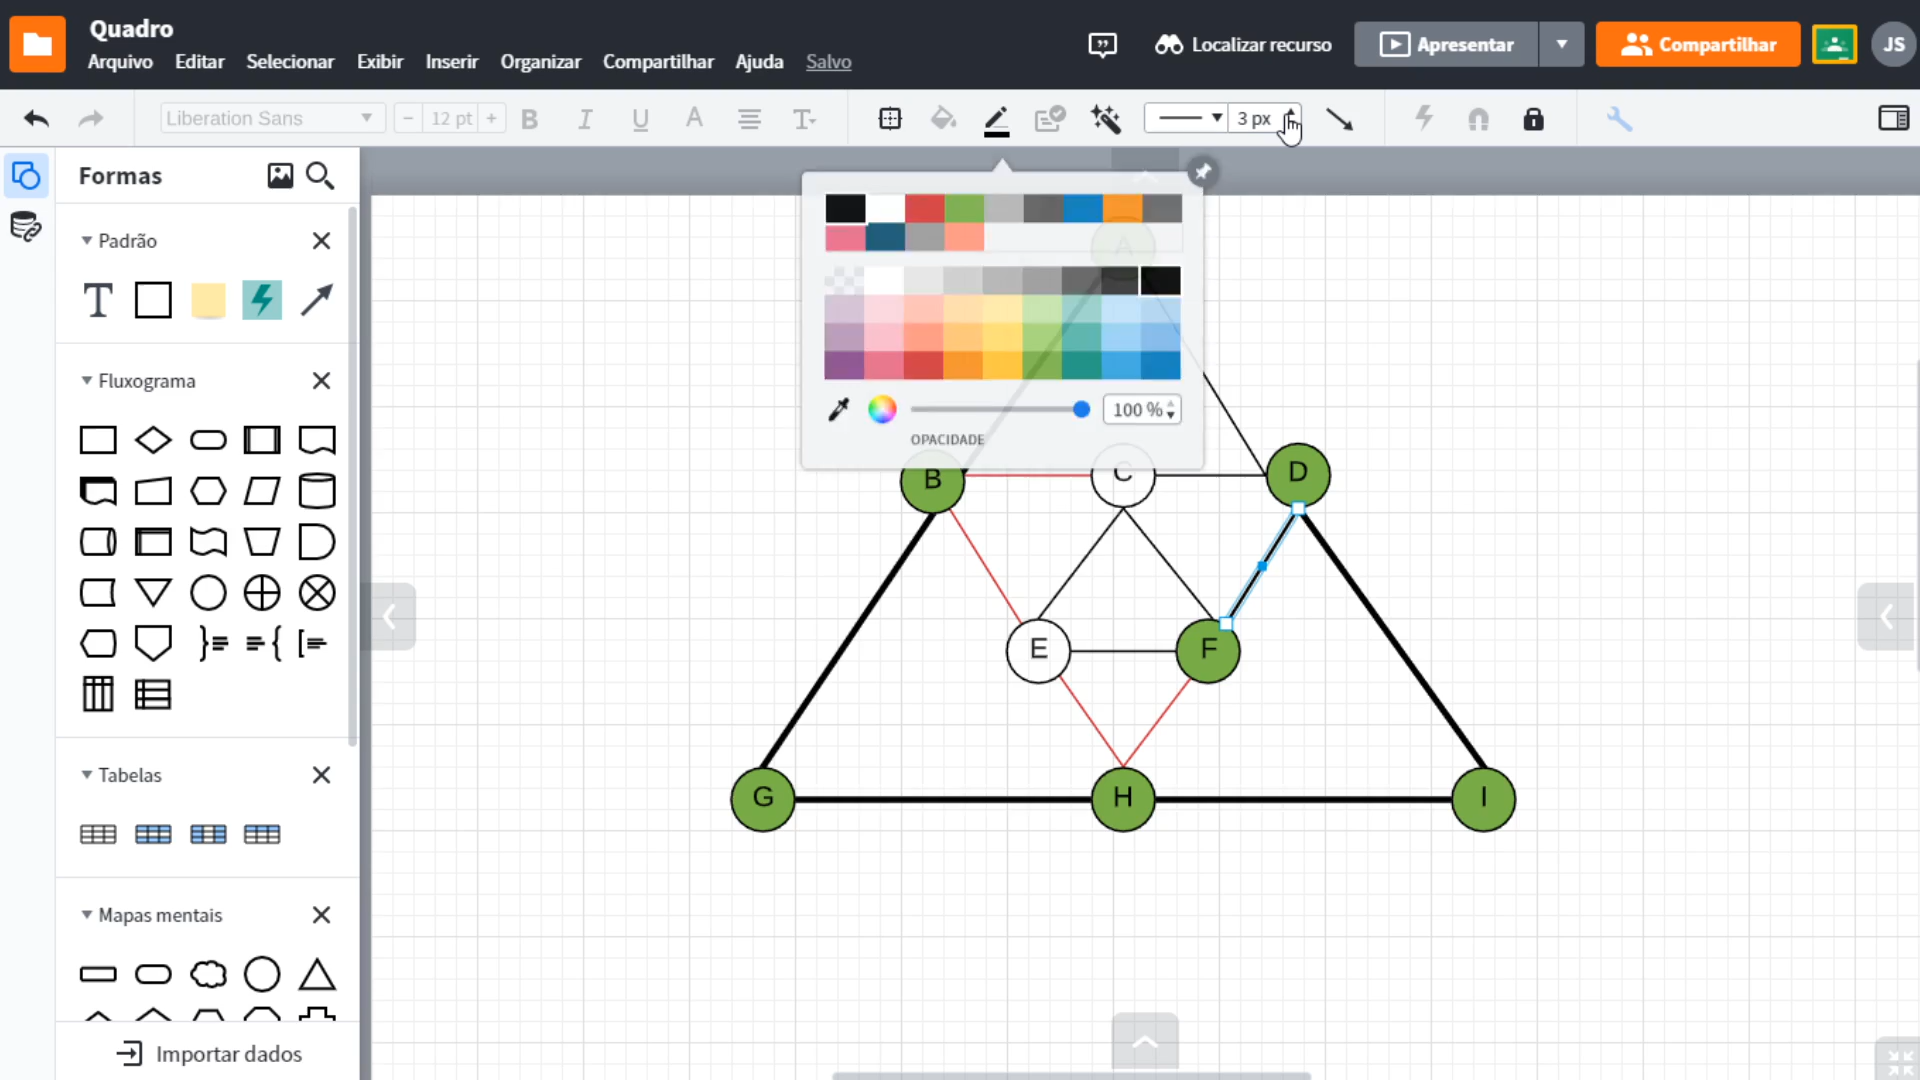 Quadro
Arquivo Editar Selecionar Exibir Inserir Organizar Compartilhar Ajuda Salvo
Localizar recurso
Apresentar
Compartilhar
JS
Liberation Sans
12 pt
B I U A T
3 px
Formas
Padrão
T
Fluxograma
Tabelas
Mapas mentais
Importar dados
100 %
OPACIDADE
A
B
C
D
E
F
G
H
I